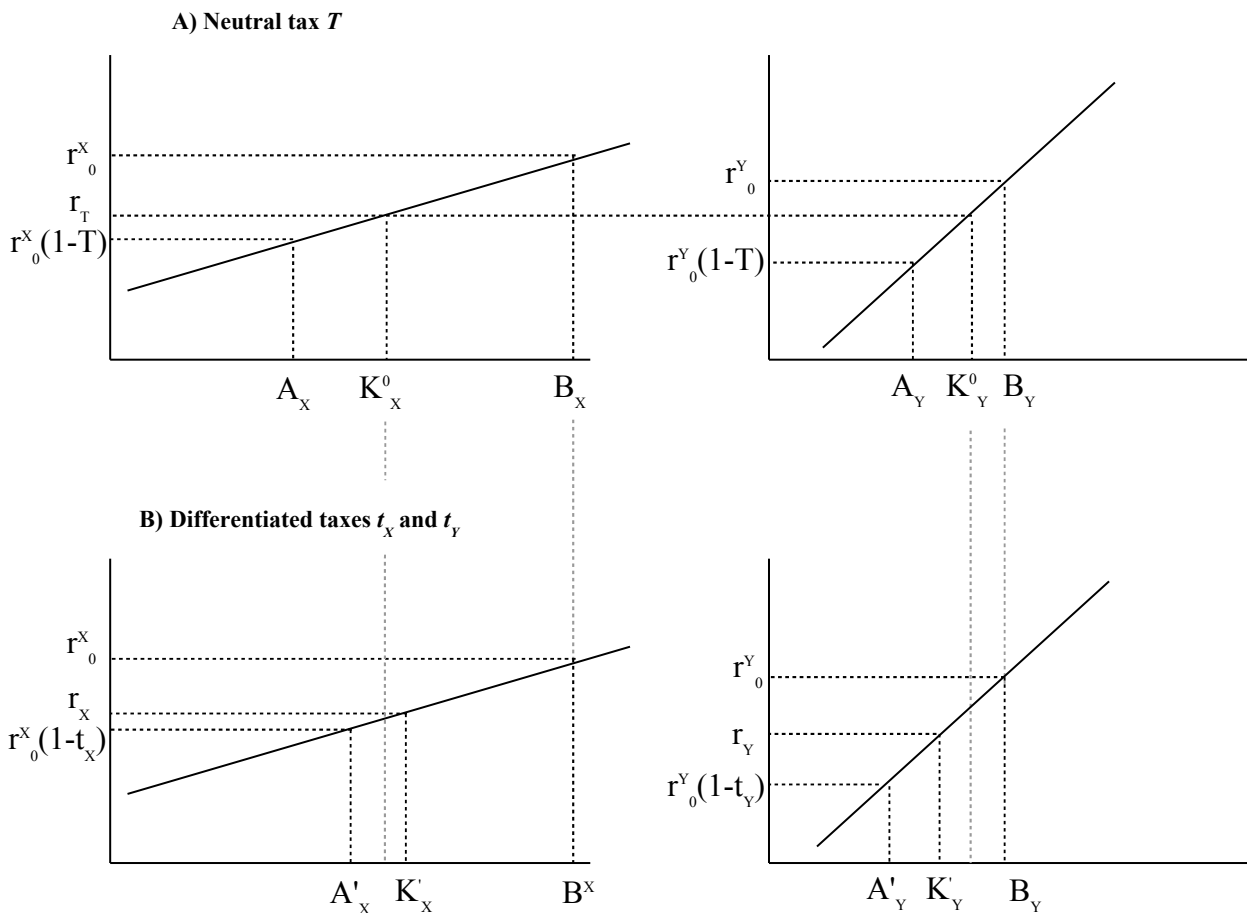 A) Neutral tax T
r^X_0
r_T
r^X_0(1-T)
A_X K^0_X B_X
r^Y_0
r^Y_0(1-T)
A_Y K^0_Y B_Y
B) Differentiated taxes t_X and t_Y
r^X_0
r_X
r^X_0(1-t_X)
A'_X K'_X B^X
r^Y_0
r_Y
r^Y_0(1-t_Y)
A'_Y K'_Y B_Y